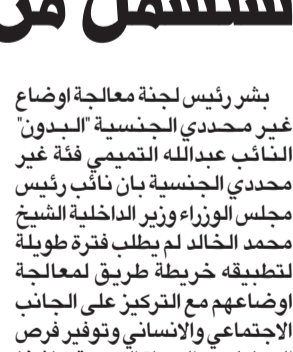 ستشمل من
بشر رئيس لجنة معالجة اوضاع
غير محددي الجنسية "البدون"
النائب عبدالله التميمي فئة غير
محددي الجنسية بان نائب رئيس
مجلس الوزراء وزير الداخلية الشيخ
محمد الخالد لم يطلب فترة طويلة
لتطبيقه خريطة طريق لمعالجة
اوضاعهم مع التركيز على الجانب
الاجتماعي والانساني وتوفير فرص